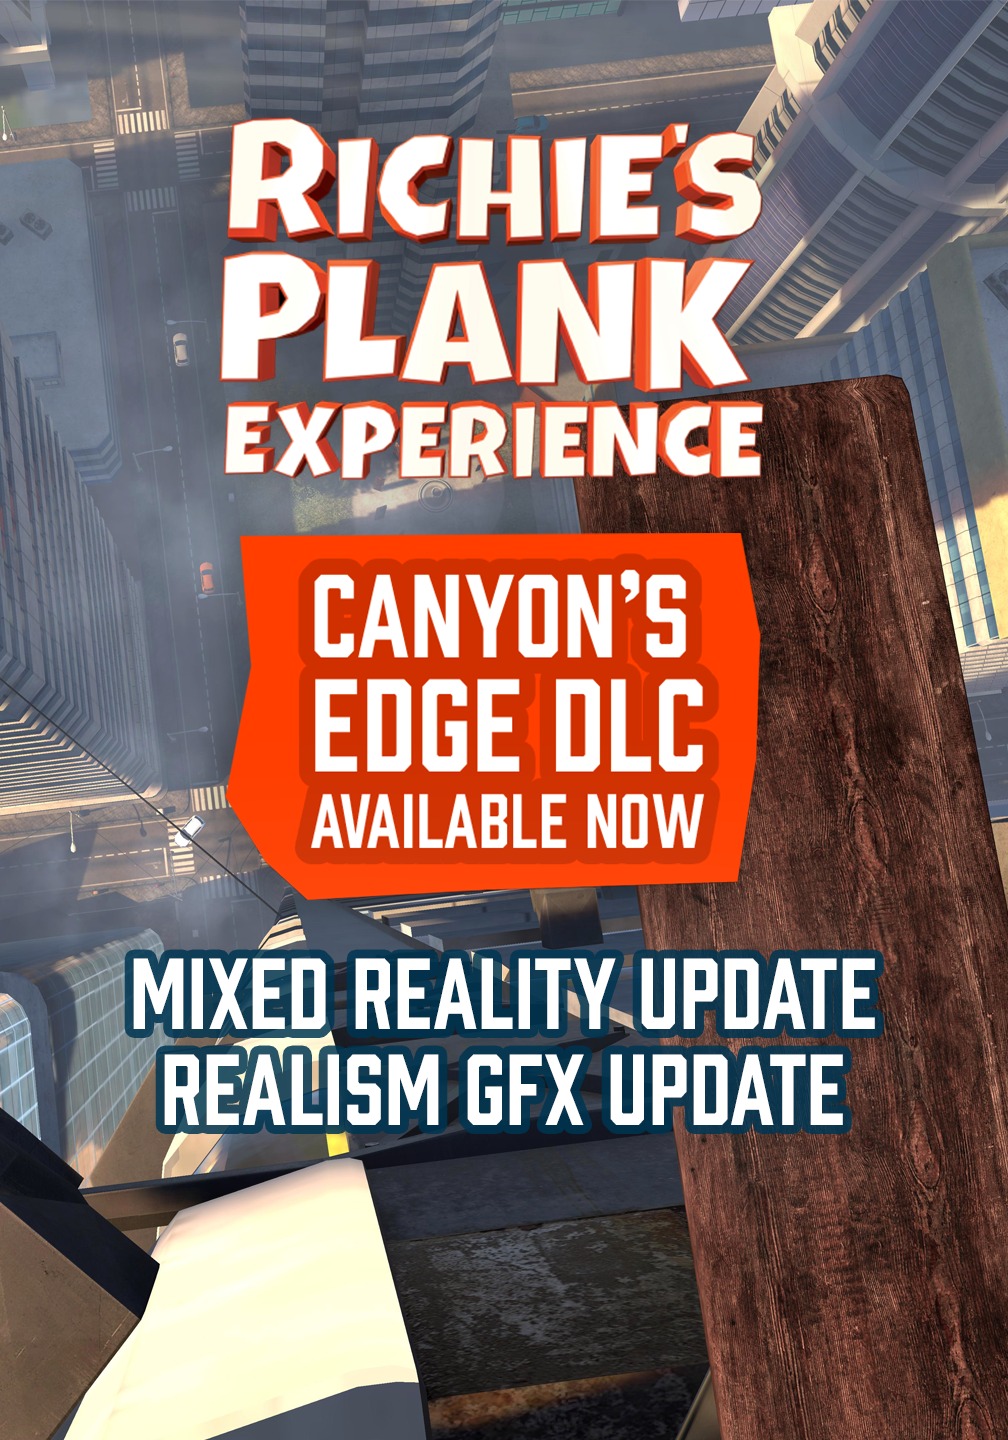 RICHIE'S
PLANK
EXPERIENCE
CANYON'S
EDGE DLC
AVAILABLE NOW
MIXED REALITY UPDATE
REALISM GFX UPDATE